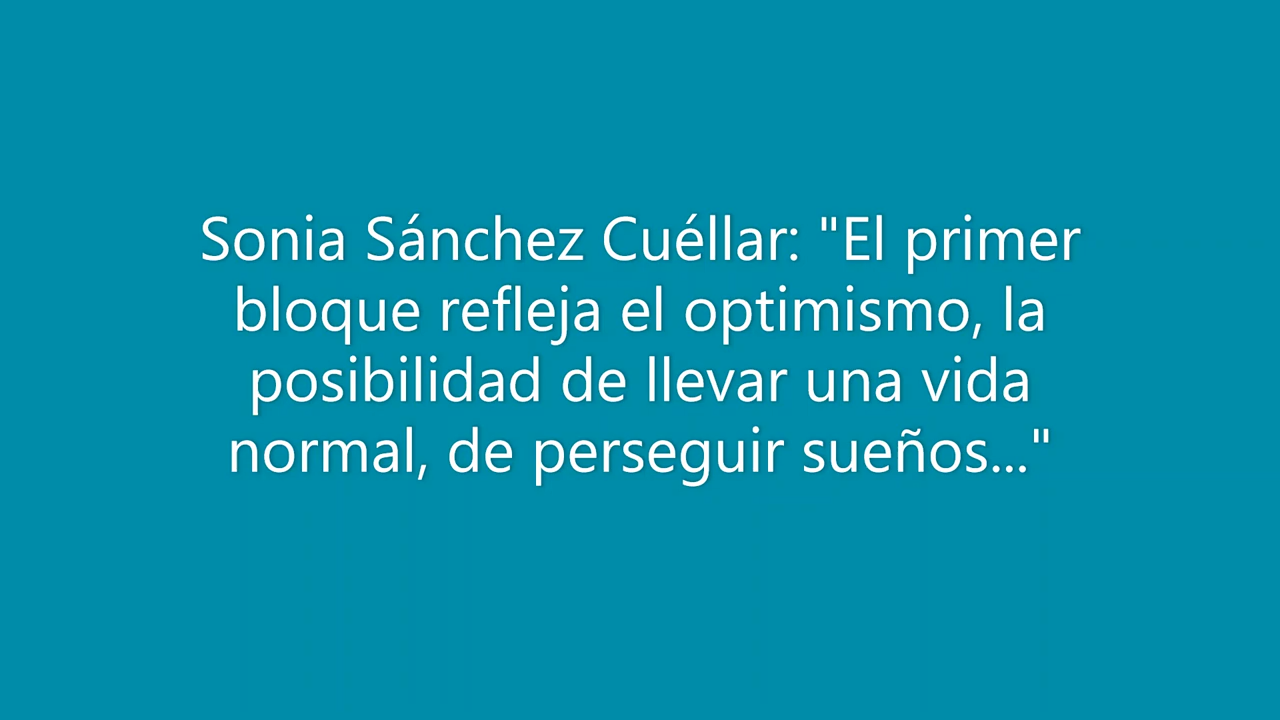 Sonia Sánchez Cuéllar: "El primer
bloque refleja el optimismo, la
posibilidad de llevar una vida
normal, de perseguir sueños..."